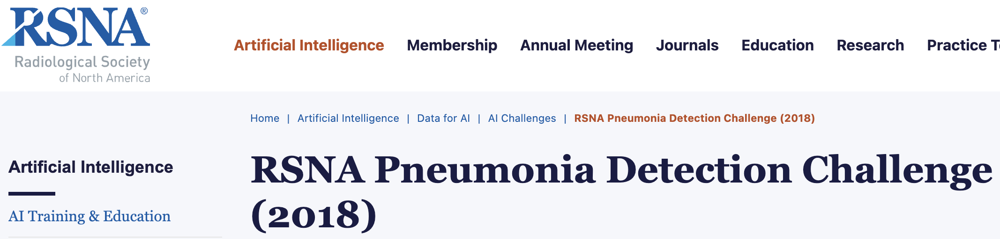 RSNA®
Radiological Society
of North America
Artificial Intelligence Membership Annual Meeting Journals Education Research Practice
Home | Artificial Intelligence | Data for AI | AI Challenges | RSNA Pneumonia Detection Challenge (2018)
Artificial Intelligence
AI Training & Education
RSNA Pneumonia Detection Challenge
(2018)